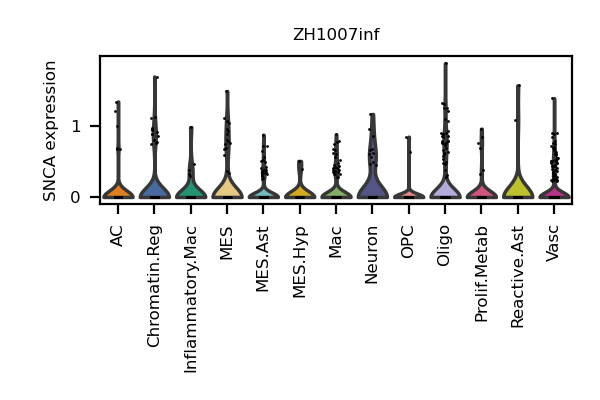 ZH1007inf
SNCA expression
1
0
AC
Chromatin.Reg
Inflammatory.Mac
MES
MES.Ast
MES.Hyp
Mac
Neuron
OPC
Oligo
Prolif.Metab
Reactive.Ast
Vasc